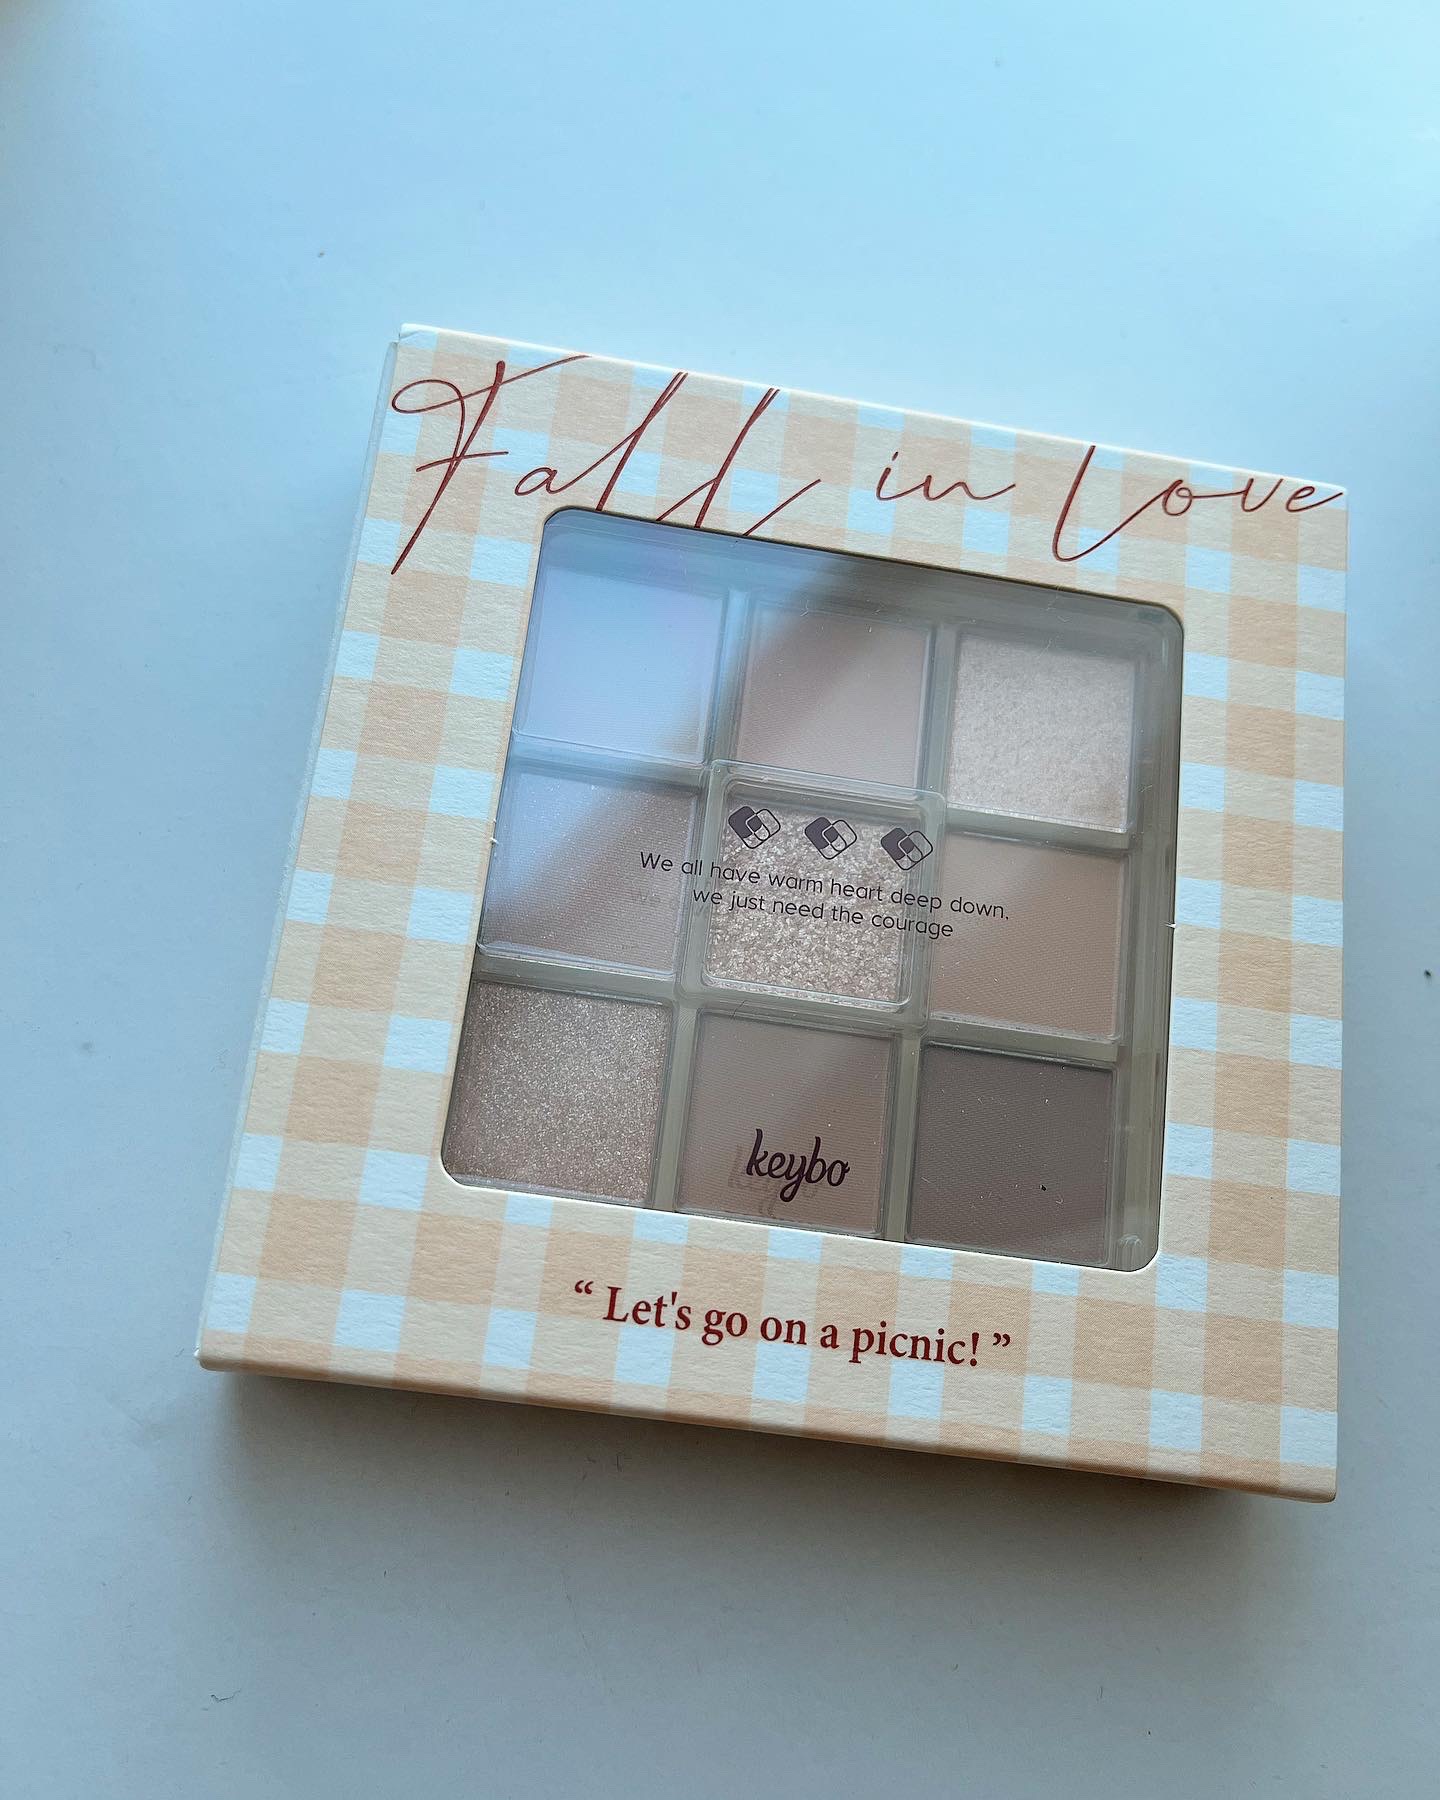 Fall in Love
We all have warm heart deep down,
we just need the courage
keybo
“ Let's go on a picnic! ”